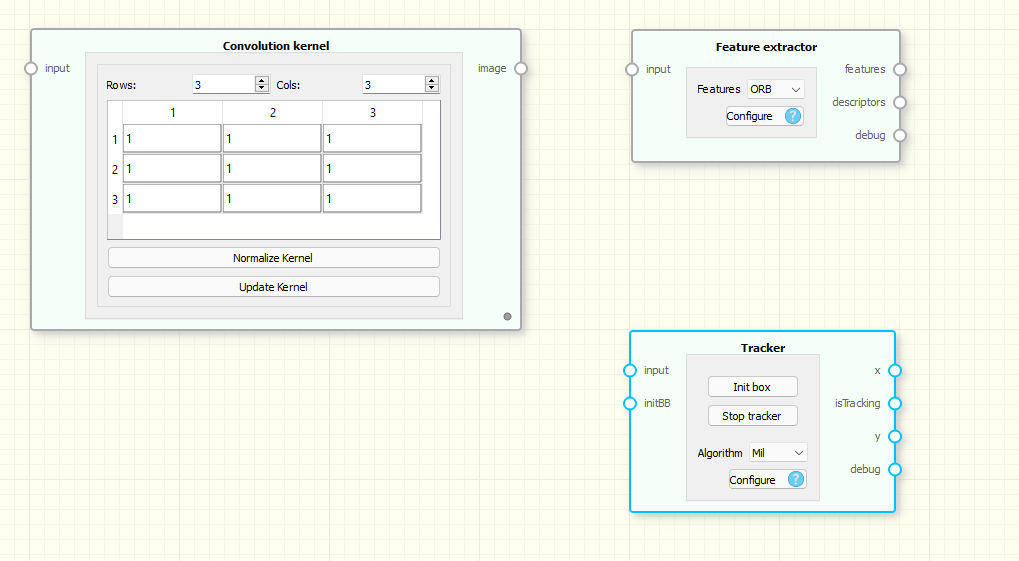 Convolution kernel
input
image
Rows: 3 Cols: 3
1 2 3
1 1 1 1
2 1 1 1
3 1 1 1
Normalize Kernel
Update Kernel
Feature extractor
input
features
Features ORB
descriptors
Configure ?
debug
Tracker
input
x
Init box
initBB
isTracking
Stop tracker
y
Algorithm Mil
debug
Configure ?